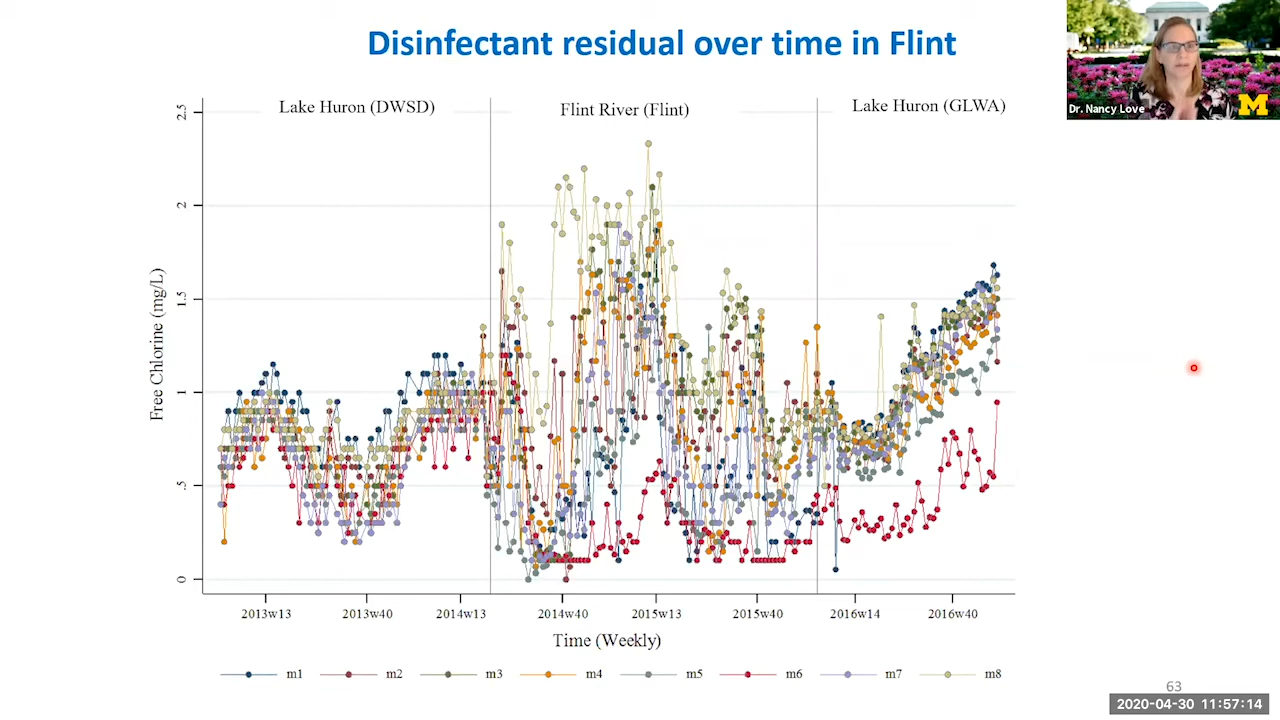 Disinfectant residual over time in Flint
Dr. Nancy Love
M
Lake Huron (DWSD)
Flint River (Flint)
Lake Huron (GLWA)
Free Chlorine (mg/L)
2.5
2
1.5
1
.5
0
2013w13 2013w40 2014w13 2014w40 2015w13 2015w40 2016w14 2016w40
Time (Weekly)
m1 m2 m3 m4 m5 m6 m7 m8
63
2020-04-30 11:57:14